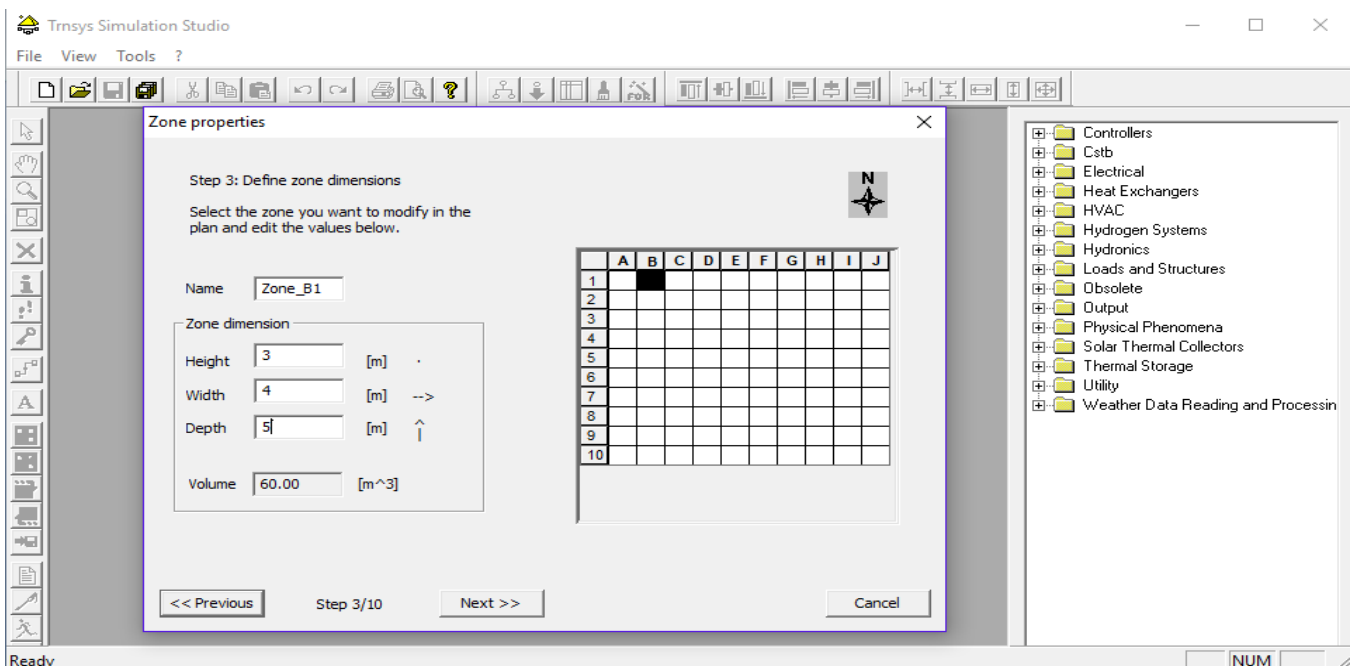 Trnsys Simulation Studio
File View Tools ?
FOR
Zone properties
Step 3: Define zone dimensions
Select the zone you want to modify in the
plan and edit the values below.
N
Name Zone_B1
Zone dimension
Height 3 [m] .
Width 4 [m] -->
Depth 5 [m] ^
|
Volume 60.00 [m^3]
A B C D E F G H I J
1
2
3
4
5
6
7
8
9
10
<< Previous Step 3/10 Next >> Cancel
Controllers
Cstb
Electrical
Heat Exchangers
HVAC
Hydrogen Systems
Hydronics
Loads and Structures
Obsolete
Output
Physical Phenomena
Solar Thermal Collectors
Thermal Storage
Utility
Weather Data Reading and Processin
Ready NUM